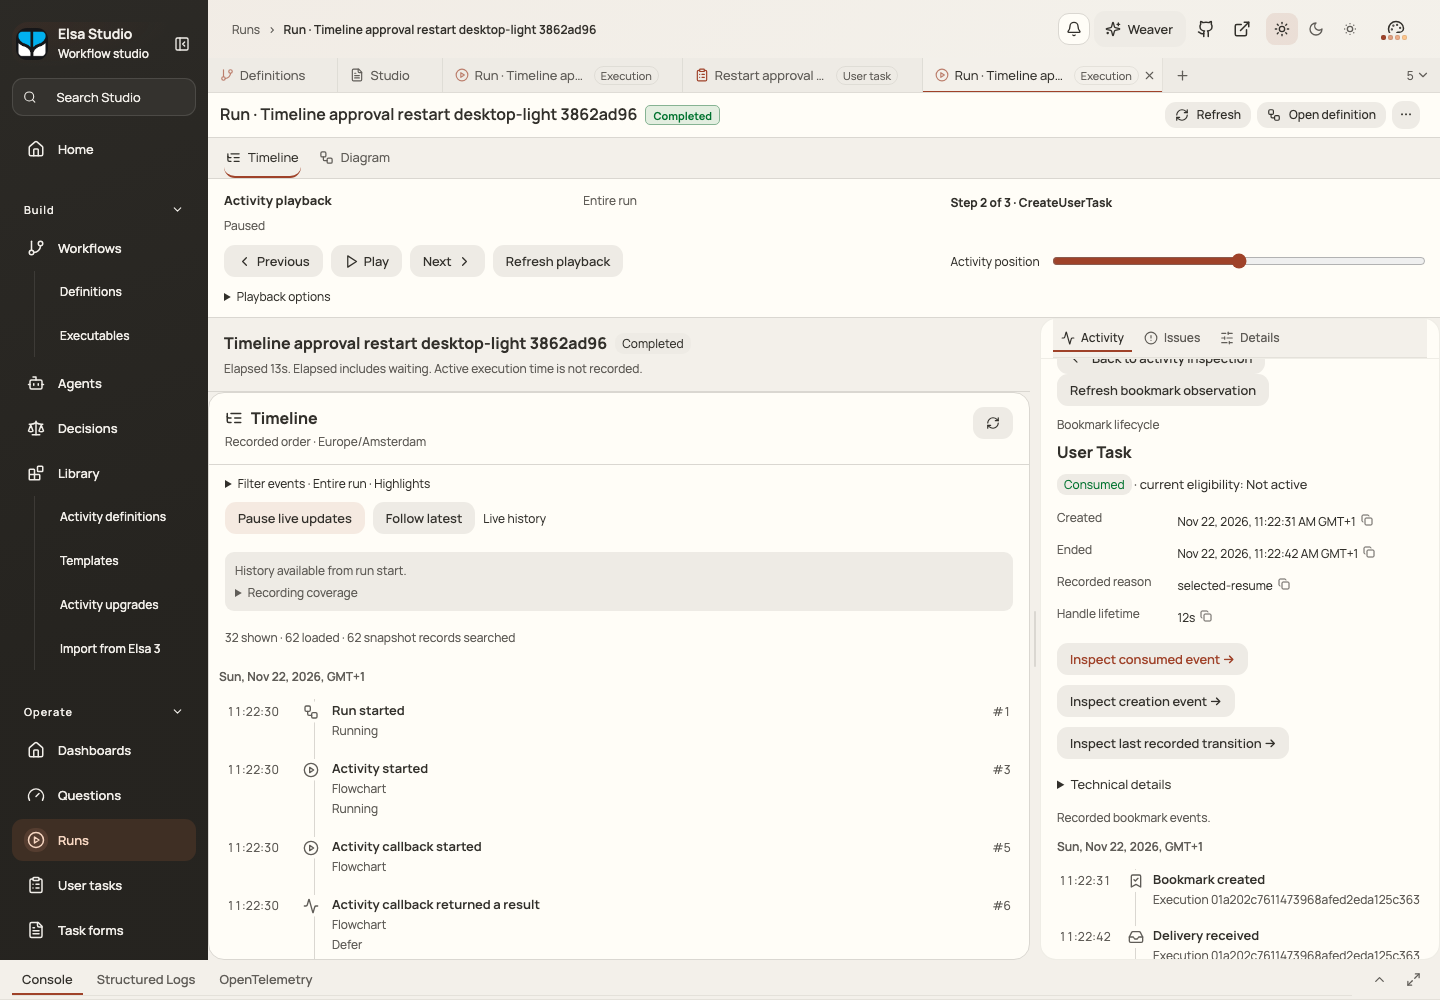 Elsa Studio
Workflow studio
Search Studio
Home
Build
Workflows
Definitions
Executables
Agents
Decisions
Library
Activity definitions
Templates
Activity upgrades
Import from Elsa 3
Operate
Dashboards
Questions
Runs
User tasks
Task forms
Runs › Run · Timeline approval restart desktop-light 3862ad96
Weaver
Definitions
Studio
Run · Timeline ap... Execution
Restart approval ... User task
Run · Timeline ap... Execution
5
Run · Timeline approval restart desktop-light 3862ad96 Completed
Refresh
Open definition
Timeline
Diagram
Activity playback
Entire run
Step 2 of 3 · CreateUserTask
Paused
Previous
Play
Next
Refresh playback
Activity position
Playback options
Timeline approval restart desktop-light 3862ad96 Completed
Elapsed 13s. Elapsed includes waiting. Active execution time is not recorded.
Timeline
Recorded order · Europe/Amsterdam
Filter events · Entire run · Highlights
Pause live updates
Follow latest
Live history
History available from run start.
Recording coverage
32 shown · 62 loaded · 62 snapshot records searched
Sun, Nov 22, 2026, GMT+1
11:22:30 Run started #1
Running
11:22:30 Activity started #3
Flowchart
Running
11:22:30 Activity callback started #5
Flowchart
11:22:30 Activity callback returned a result #6
Flowchart
Defer
Activity
Issues
Details
Back to activity inspection
Refresh bookmark observation
Bookmark lifecycle
User Task
Consumed · current eligibility: Not active
Created Nov 22, 2026, 11:22:31 AM GMT+1
Ended Nov 22, 2026, 11:22:42 AM GMT+1
Recorded reason selected-resume
Handle lifetime 12s
Inspect consumed event →
Inspect creation event →
Inspect last recorded transition →
Technical details
Recorded bookmark events.
Sun, Nov 22, 2026, GMT+1
11:22:31 Bookmark created
Execution 01a202c7611473968afed2eda125c363
11:22:42 Delivery received
Execution 01a202c7611473968afed2eda125c363
Console
Structured Logs
OpenTelemetry